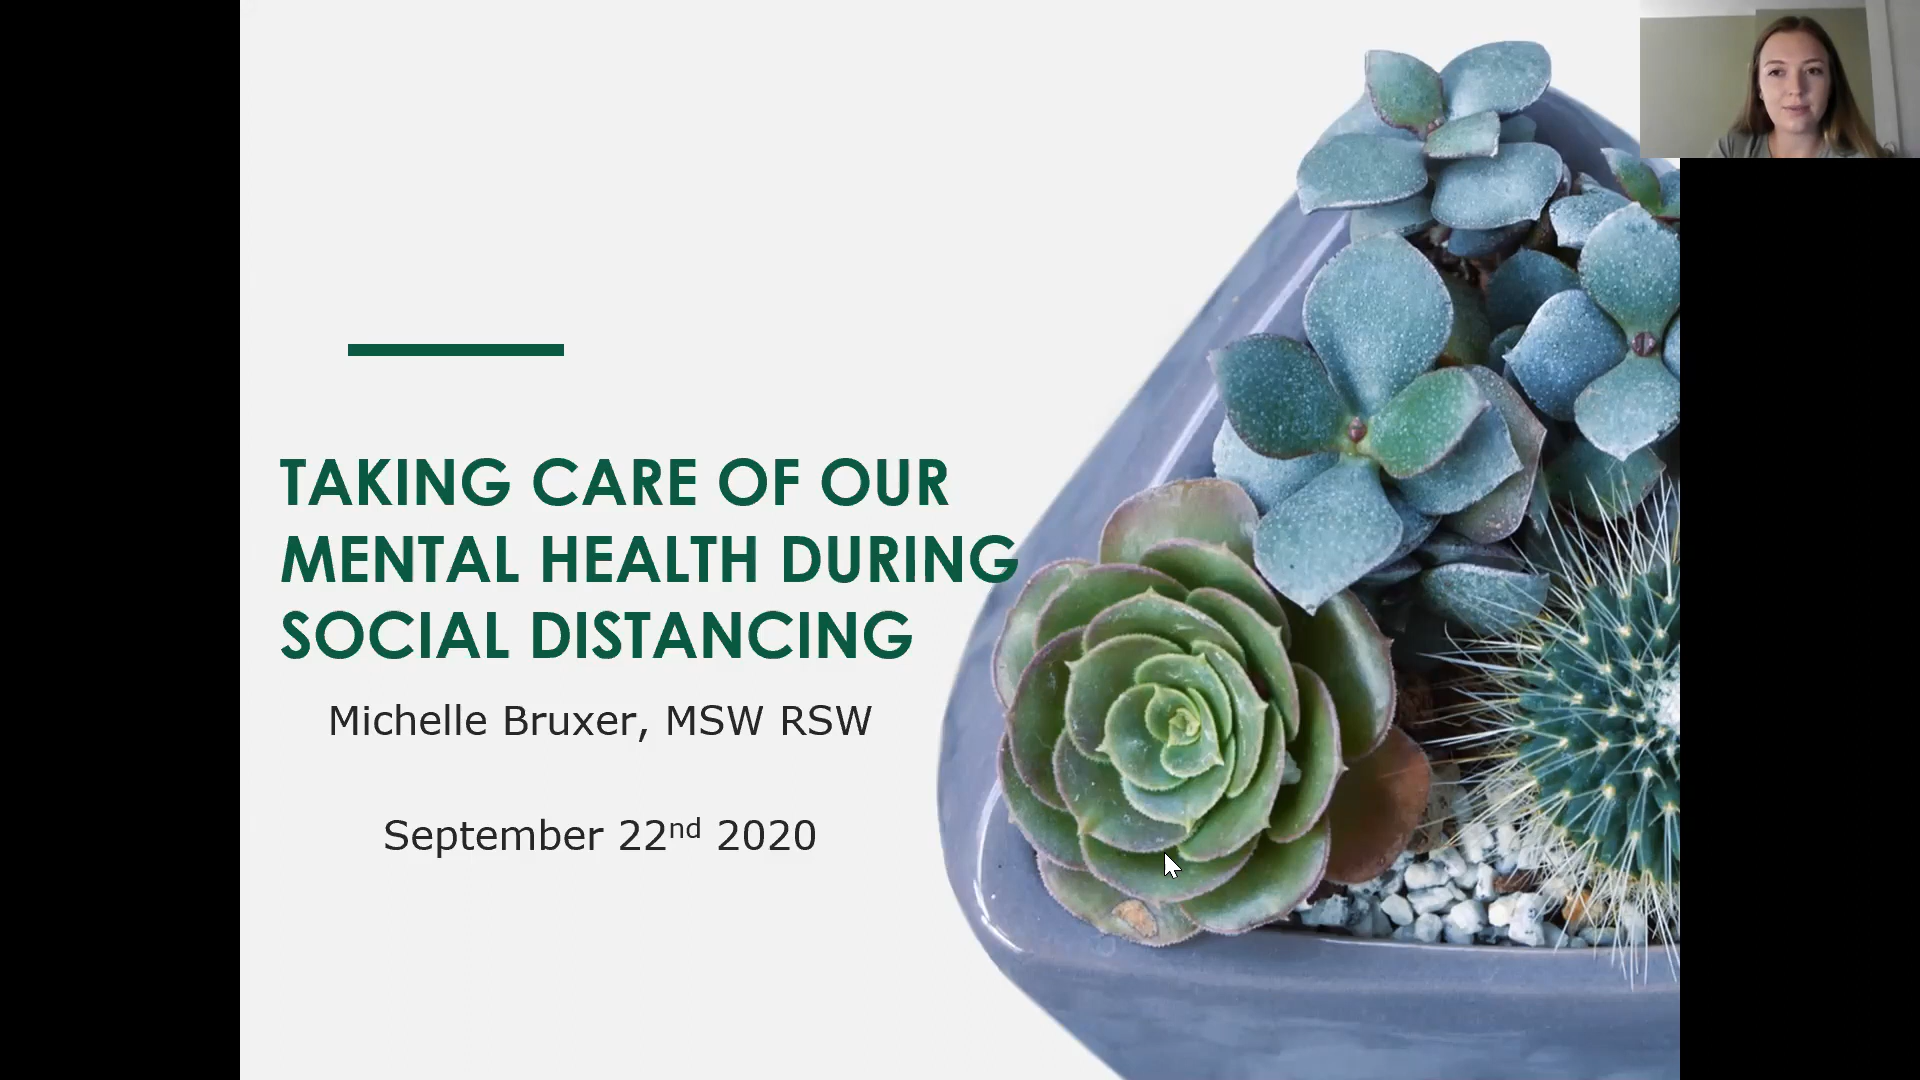 TAKING CARE OF OUR
MENTAL HEALTH DURING
SOCIAL DISTANCING
Michelle Bruxer, MSW RSW
September 22nd 2020